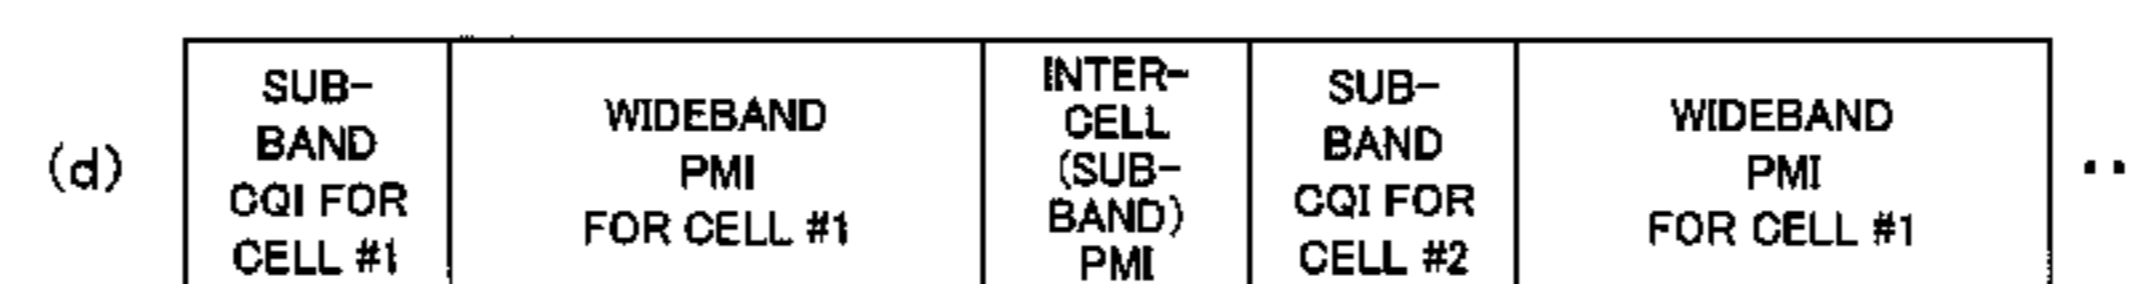 (d)
SUB-
BAND
CQI FOR
CELL #1
WIDEBAND
PMI
FOR CELL #1
INTER-
CELL
(SUB-
BAND)
PMI
SUB-
BAND
CQI FOR
CELL #2
WIDEBAND
PMI
FOR CELL #1
..